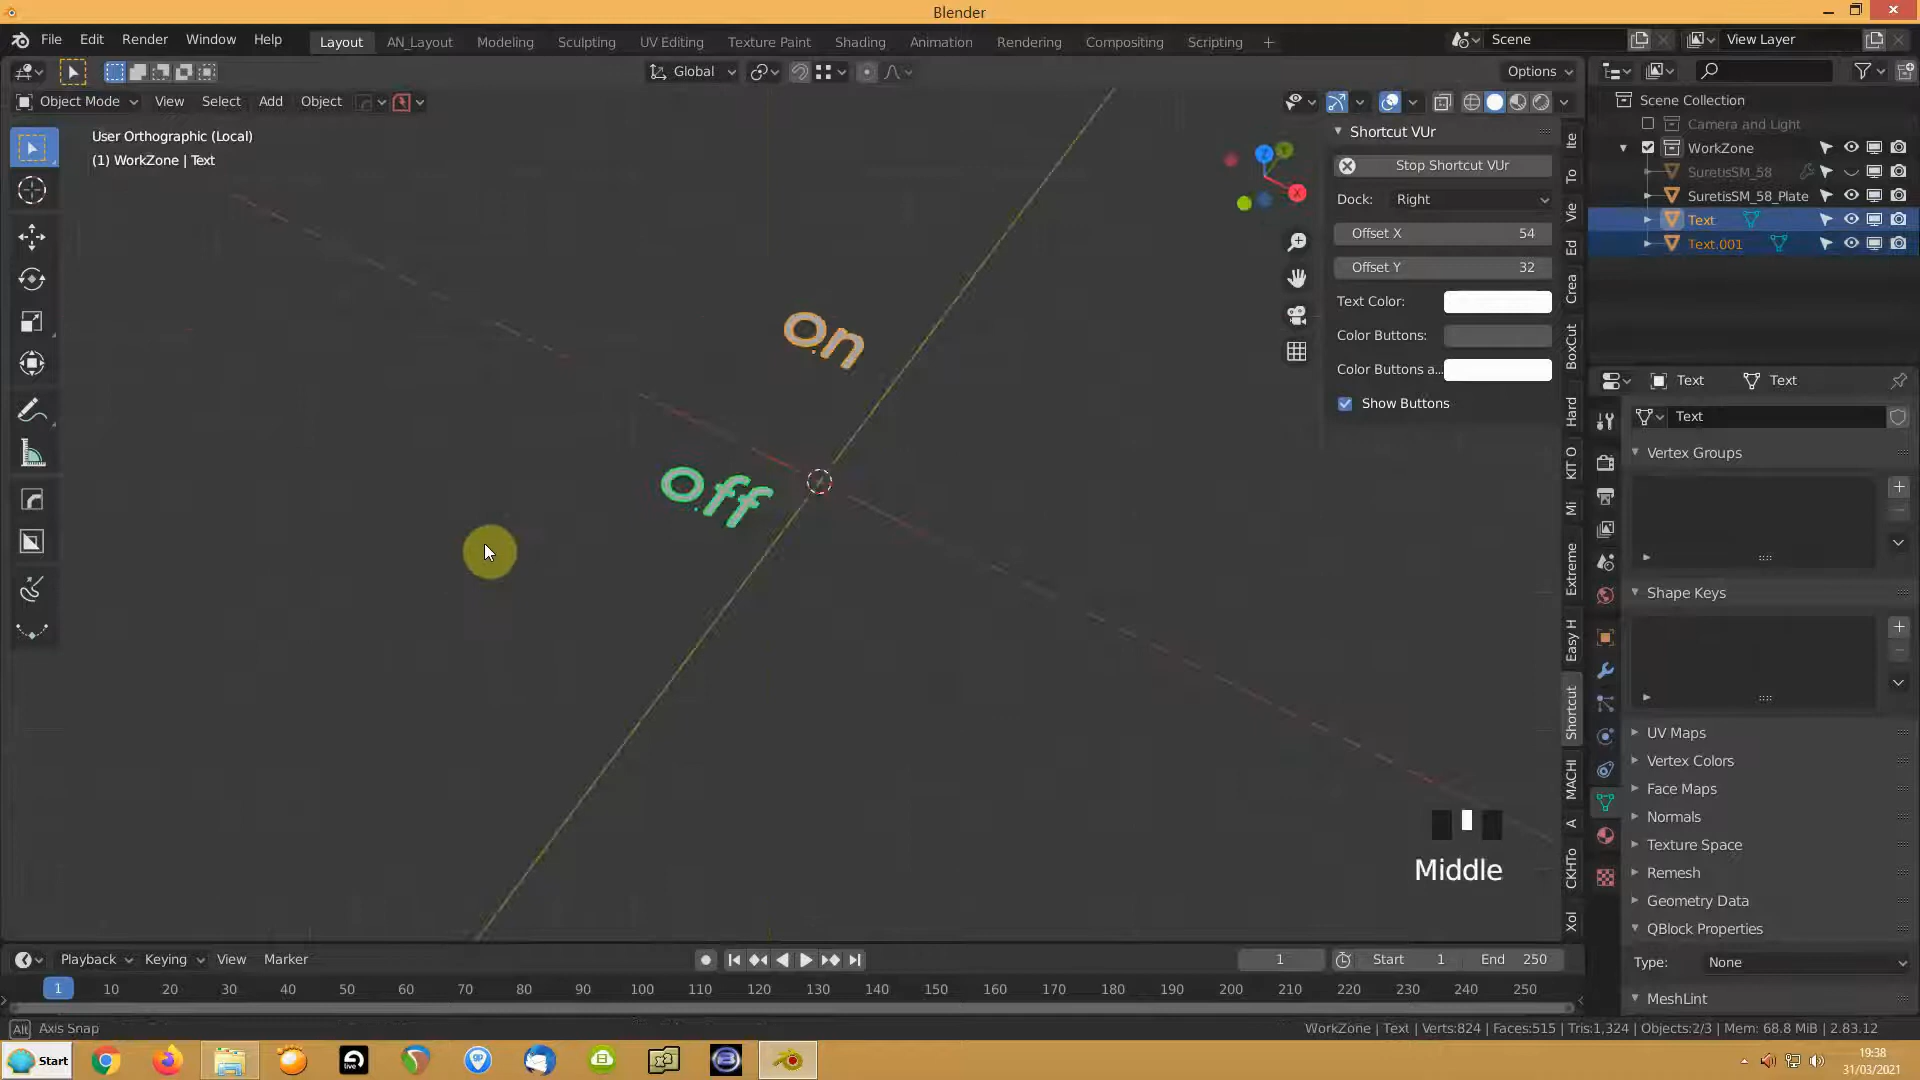 Blender
File Edit Render Window Help
Layout AN_Layout Modeling Sculpting UV Editing Texture Paint Shading Animation Rendering Compositing Scripting
Scene
View Layer
Global
Options
Object Mode View Select Add Object
User Orthographic (Local)
(1) WorkZone | Text
on
off
Shortcut VUr
Stop Shortcut VUr
Dock: Right
Offset X 54
Offset Y 32
Text Color:
Color Buttons:
Color Buttons a...
Show Buttons
Z
X
Ite
To
Vie
Ed
Crea
BoxCut
Hard
KIT O
Mi
Extreme
Easy H
Shortcut
MACHI
A
CKHTo
Xol
Middle
Scene Collection
Camera and Light
WorkZone
SuretisSM_58
SuretisSM_58_Plate
Text
Text.001
Text Text
Text
Vertex Groups
Shape Keys
UV Maps
Vertex Colors
Face Maps
Normals
Texture Space
Remesh
Geometry Data
QBlock Properties
Type: None
MeshLint
Playback Keying View Marker
1 Start 1 End 250
1 10 20 30 40 50 60 70 80 90 100 110 120 130 140 150 160 170 180 190 200 210 220 230 240 250
Alt Axis Snap
WorkZone | Text | Verts:824 | Faces:515 | Tris:1,324 | Objects:2/3 | Mem: 68.8 MiB | 2.83.12
Start
live
19:38
31/03/2021